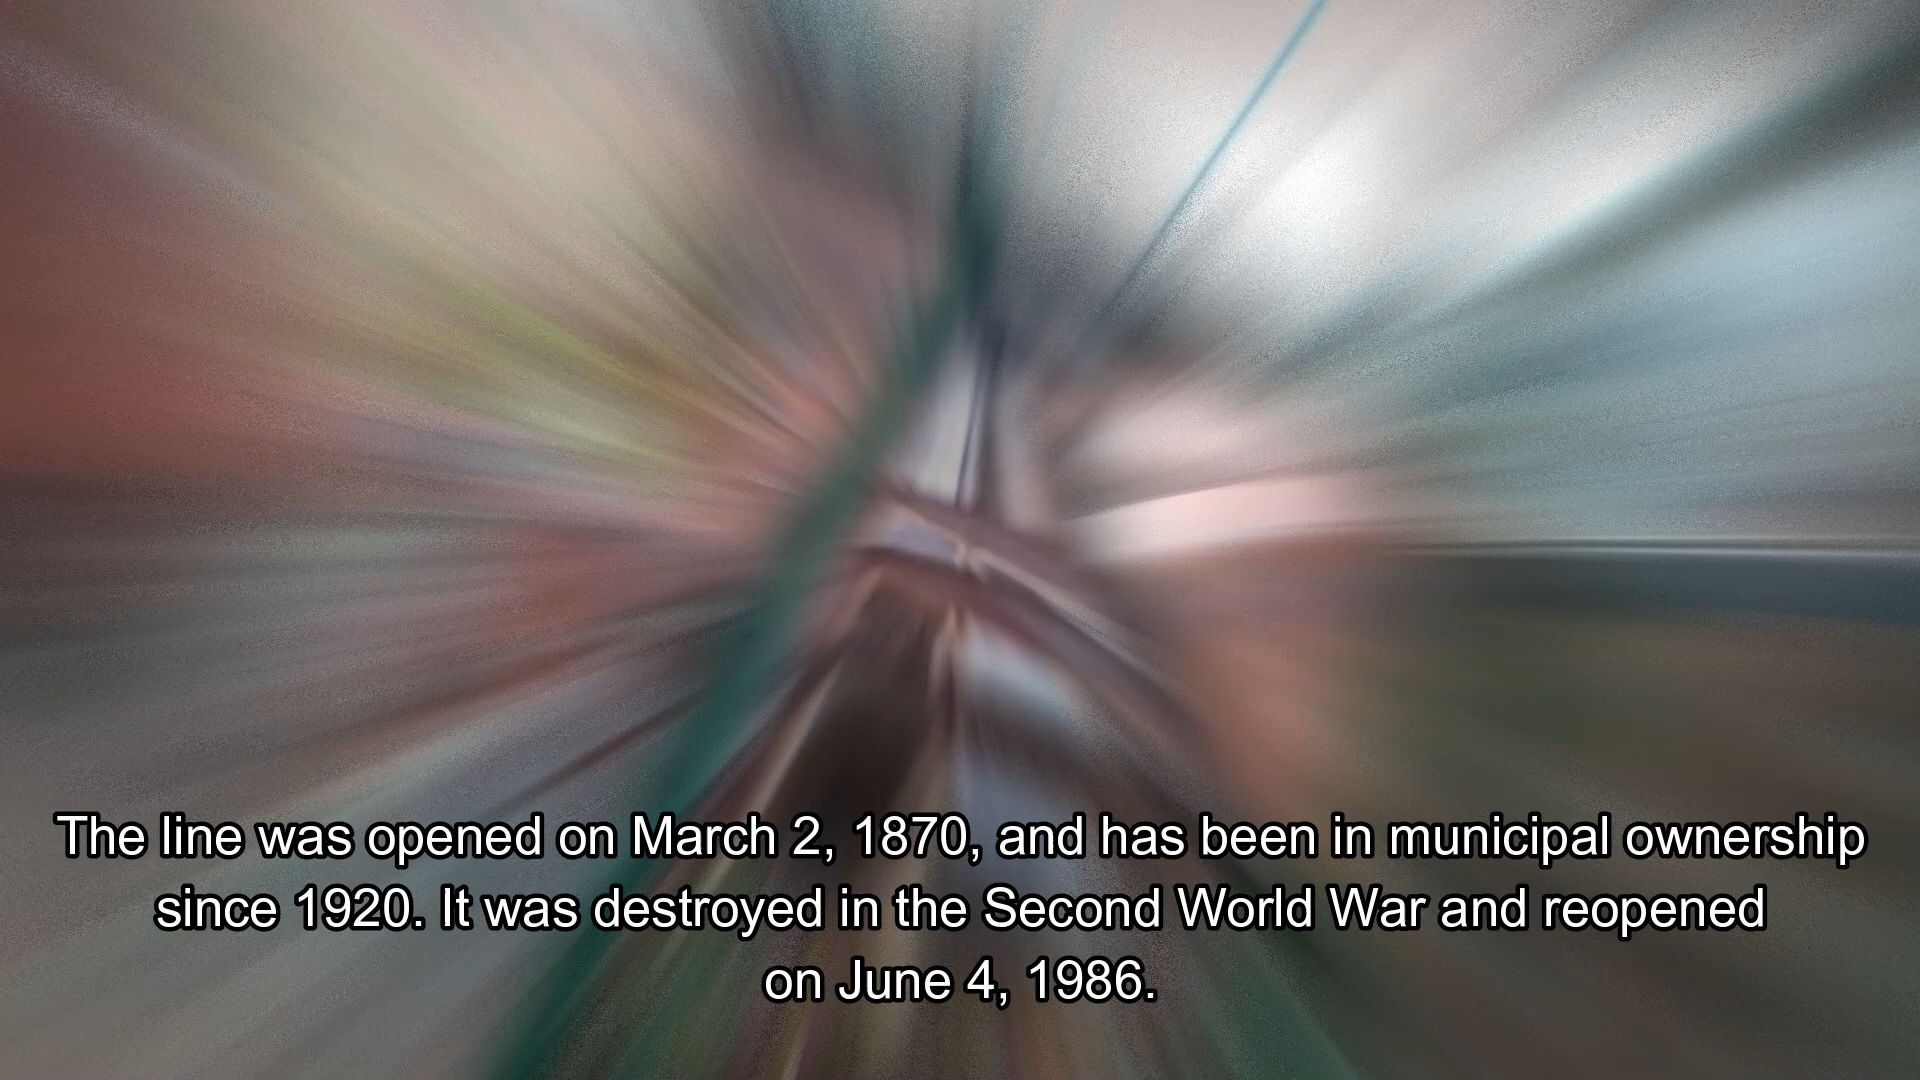 The line was opened on March 2, 1870, and has been in municipal ownership
since 1920. It was destroyed in the Second World War and reopened
on June 4, 1986.